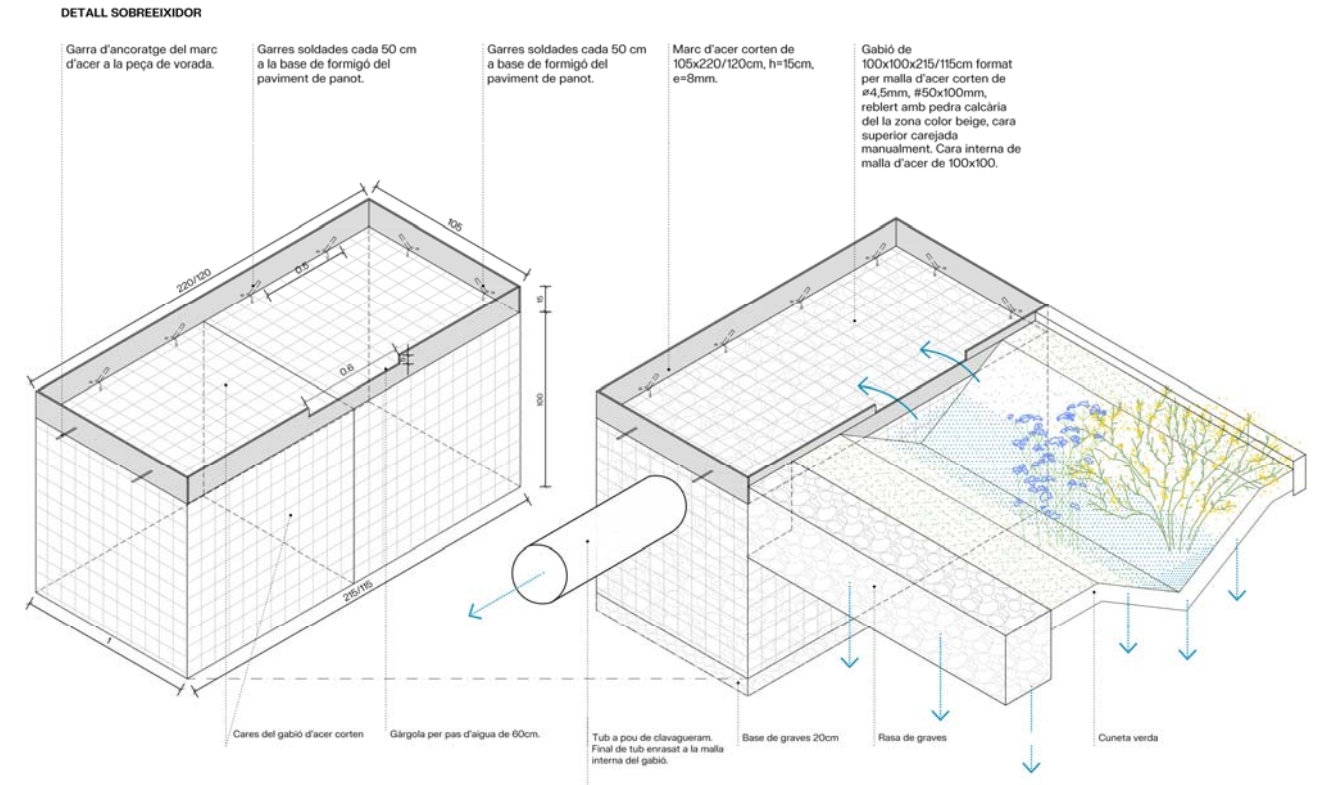 DETALL SOBREEIXIDOR
Garra d'ancoratge del marc
d'acer a la peça de vorada.
Garres soldades cada 50 cm
a la base de formigó del
paviment de panot.
Garres soldades cada 50 cm
a base de formigó del
paviment de panot.
Marc d'acer corten de
105x220/120cm, h=15cm,
e=8mm.
Gabió de
100x100x215/115cm format
per malla d'acer corten de
ø4,5mm, #50x100mm,
reblert amb pedra calcària
del la zona color beige, cara
superior carejada
manualment. Cara interna de
malla d'acer de 100x100.
105
220/120
0.5
15
0.6
100
215/115
1
Cares del gabió d'acer corten
Gàrgola per pas d'aigua de 60cm.
Tub a pou de clavagueram.
Final de tub enrasat a la malla
interna del gabió.
Base de graves 20cm
Rasa de graves
Cuneta verda